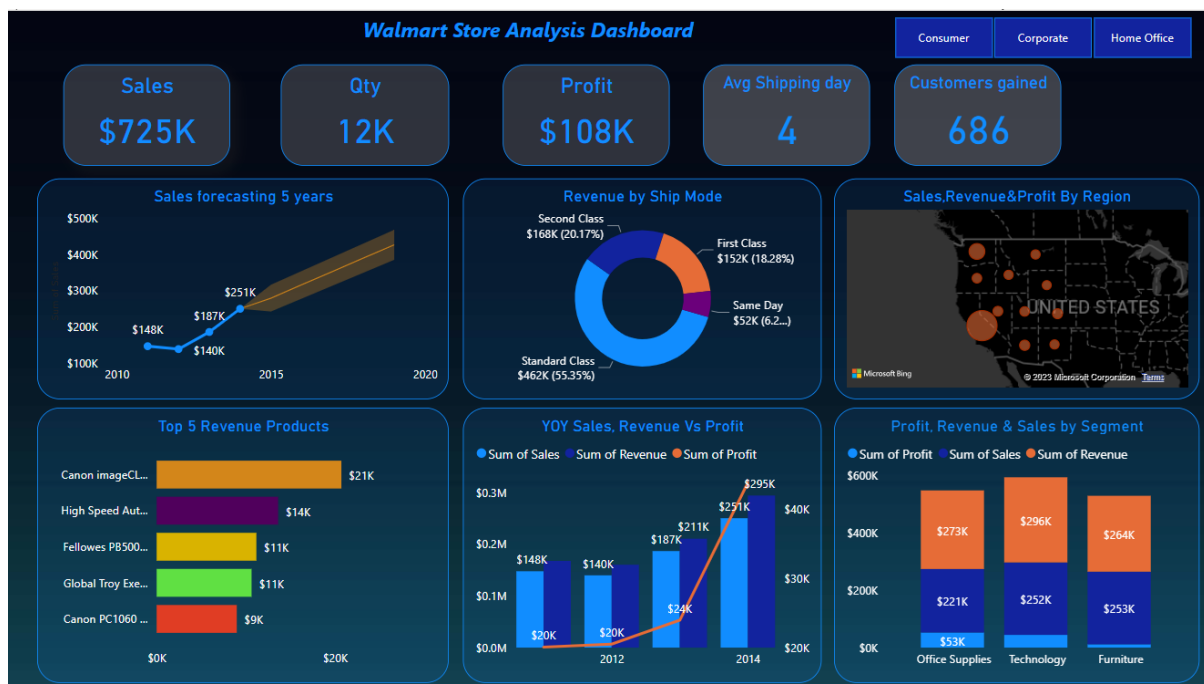 Walmart Store Analysis Dashboard
Consumer
Corporate
Home Office
Sales
$725K
Qty
12K
Profit
$108K
Avg Shipping day
4
Customers gained
686
Sales forecasting 5 years
$500K
$400K
$300K
$200K
$100K
$148K
$140K
$187K
$251K
2010
2015
2020
Revenue by Ship Mode
Second Class
$168K (20.17%)
First Class
$152K (18.28%)
Same Day
$52K (6.2...)
Standard Class
$462K (55.35%)
Sales,Revenue&Profit By Region
UNITED STATES
Microsoft Bing
© 2023 Microsoft Corporation Terms
Top 5 Revenue Products
Canon imageCL...
$21K
High Speed Aut...
$14K
Fellowes PB500...
$11K
Global Troy Exe...
$11K
Canon PC1060 ...
$9K
$0K
$20K
YOY Sales, Revenue Vs Profit
Sum of Sales
Sum of Revenue
Sum of Profit
$0.3M
$0.2M
$0.1M
$0.0M
$148K
$140K
$187K
$211K
$251K
$295K
$20K
$20K
$24K
$40K
$30K
$20K
2012
2014
Profit, Revenue & Sales by Segment
Sum of Profit
Sum of Sales
Sum of Revenue
$600K
$400K
$200K
$0K
$273K
$221K
$53K
$296K
$252K
$264K
$253K
Office Supplies
Technology
Furniture